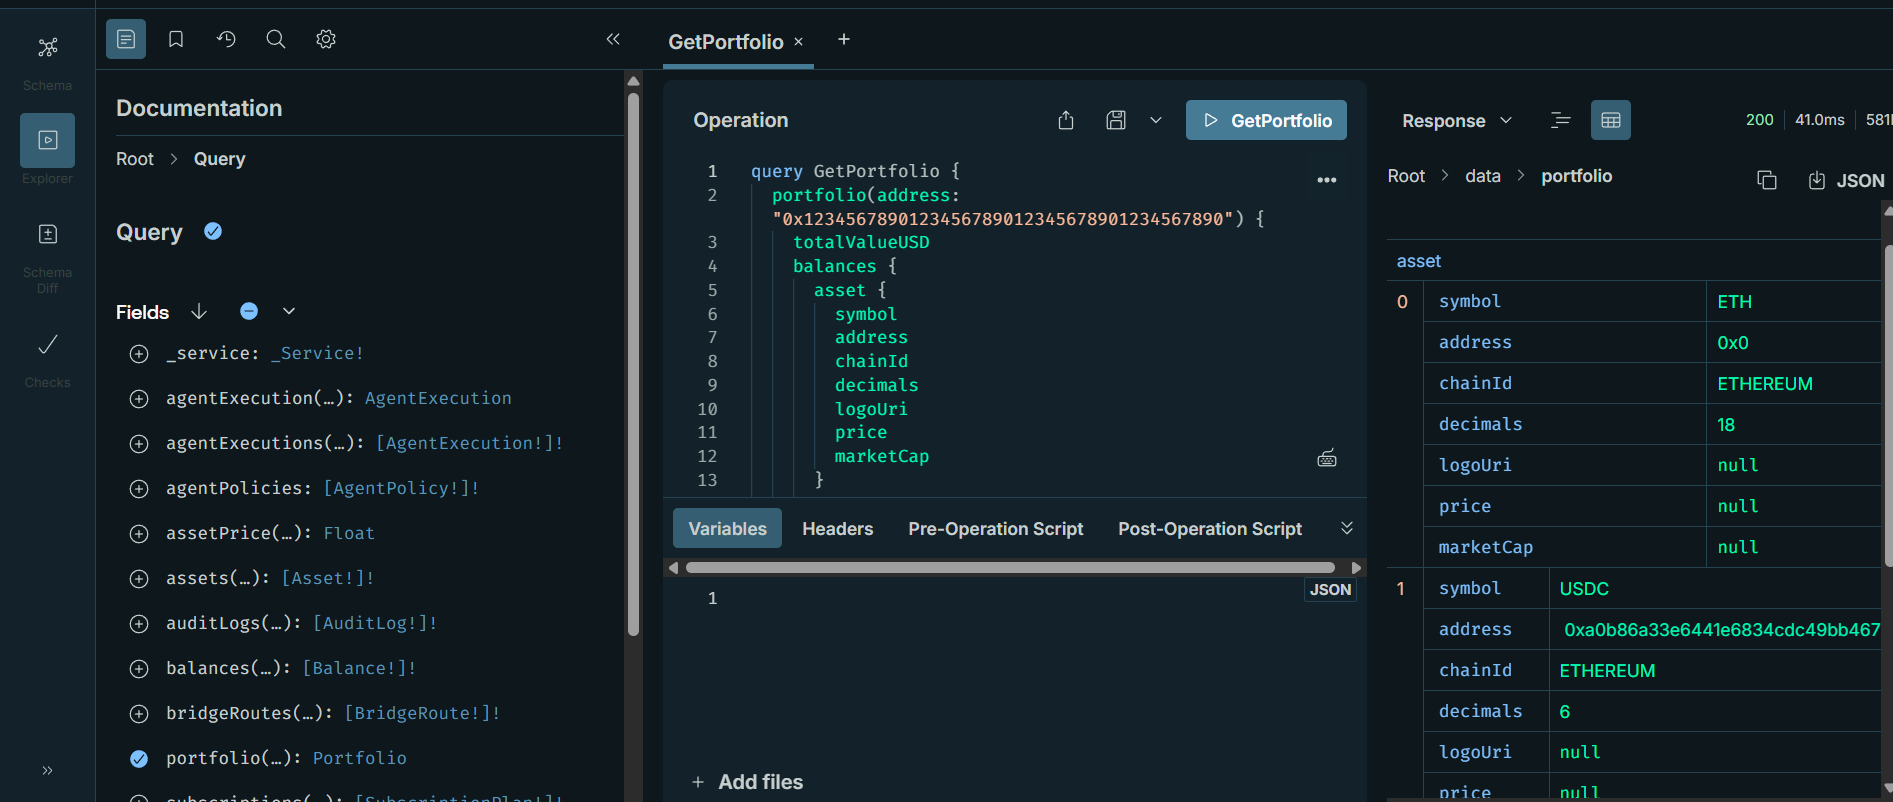 Schema
Explorer
Schema
Diff
Checks
Documentation
Root > Query
Query
Fields
_service: _Service!
agentExecution(…): AgentExecution
agentExecutions(…): [AgentExecution!]!
agentPolicies: [AgentPolicy!]!
assetPrice(…): Float
assets(…): [Asset!]!
auditLogs(…): [AuditLog!]!
balances(…): [Balance!]!
bridgeRoutes(…): [BridgeRoute!]!
portfolio(…): Portfolio
subscriptions(…): [SubscriptionPlan!]!
GetPortfolio × +
Operation
GetPortfolio
1 query GetPortfolio {
2 portfolio(address:
"0x1234567890123456789012345678901234567890") {
3 totalValueUSD
4 balances {
5 asset {
6 symbol
7 address
8 chainId
9 decimals
10 logoUri
11 price
12 marketCap
13 }
Variables Headers Pre-Operation Script Post-Operation Script
JSON
1
+ Add files
Response
200 41.0ms 581
Root > data > portfolio
JSON
asset
0 symbol ETH
address 0x0
chainId ETHEREUM
decimals 18
logoUri null
price null
marketCap null
1 symbol USDC
address 0xa0b86a33e6441e6834cdc49bb467
chainId ETHEREUM
decimals 6
logoUri null
price null